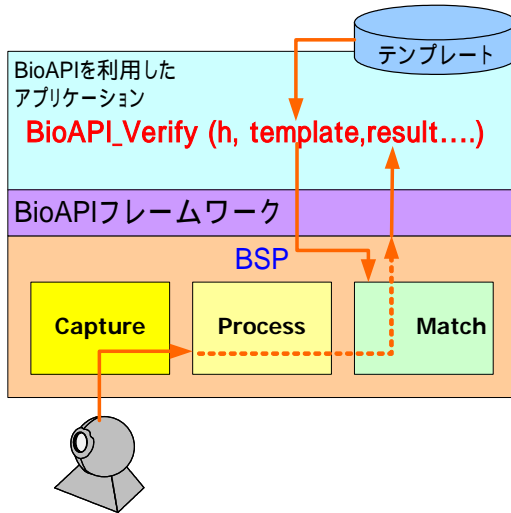 テンプレート
BioAPIを利用した
アプリケーション
BioAPI_Verify (h, template,result....)
BioAPIフレームワーク
BSP
Capture
Process
Match